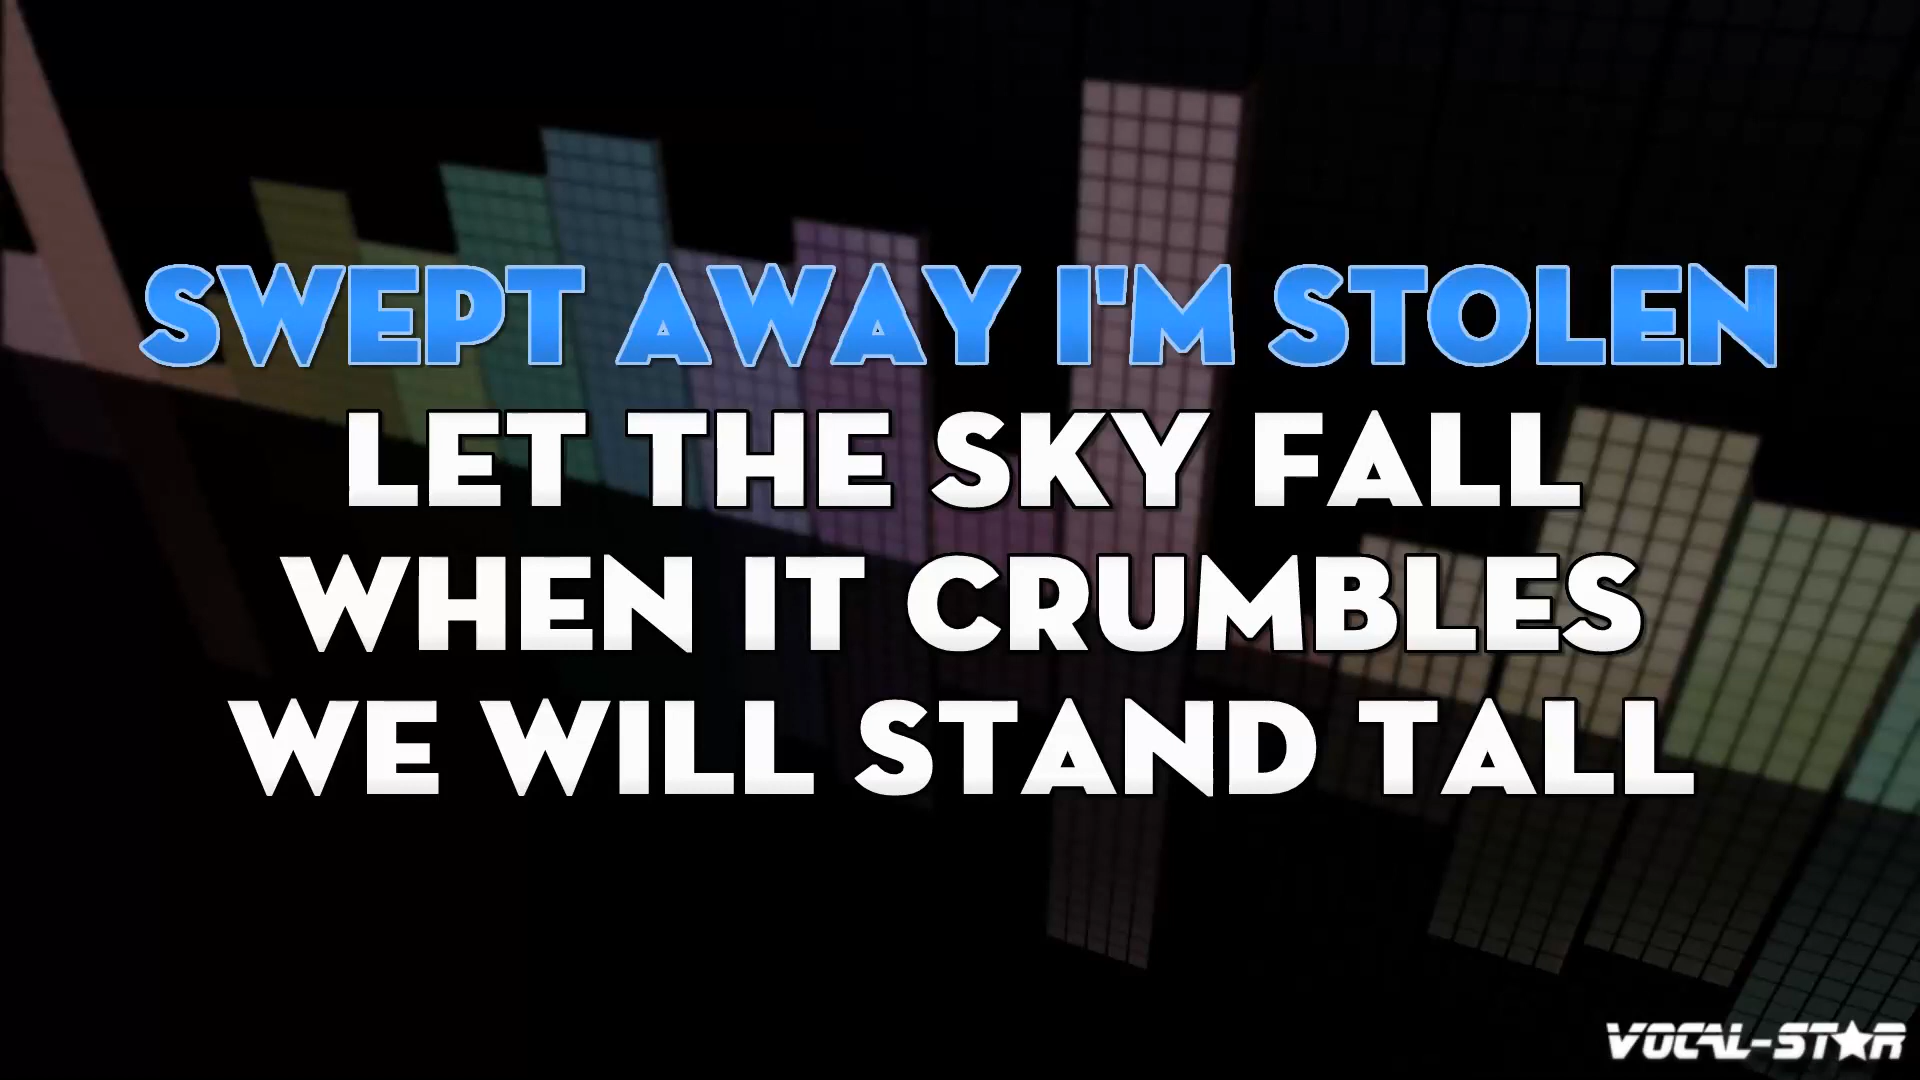 SWEPT AWAY I'M STOLEN
LET THE SKY FALL
WHEN IT CRUMBLES
WE WILL STAND TALL
VOCAL-STAR